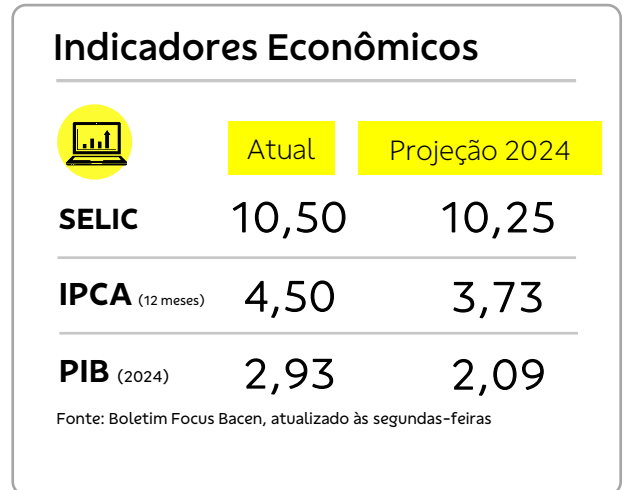 Indicadores Econômicos
Atual Projeção 2024
SELIC 10,50 10,25
IPCA (12 meses) 4,50 3,73
PIB (2024) 2,93 2,09
Fonte: Boletim Focus Bacen, atualizado às segundas-feiras